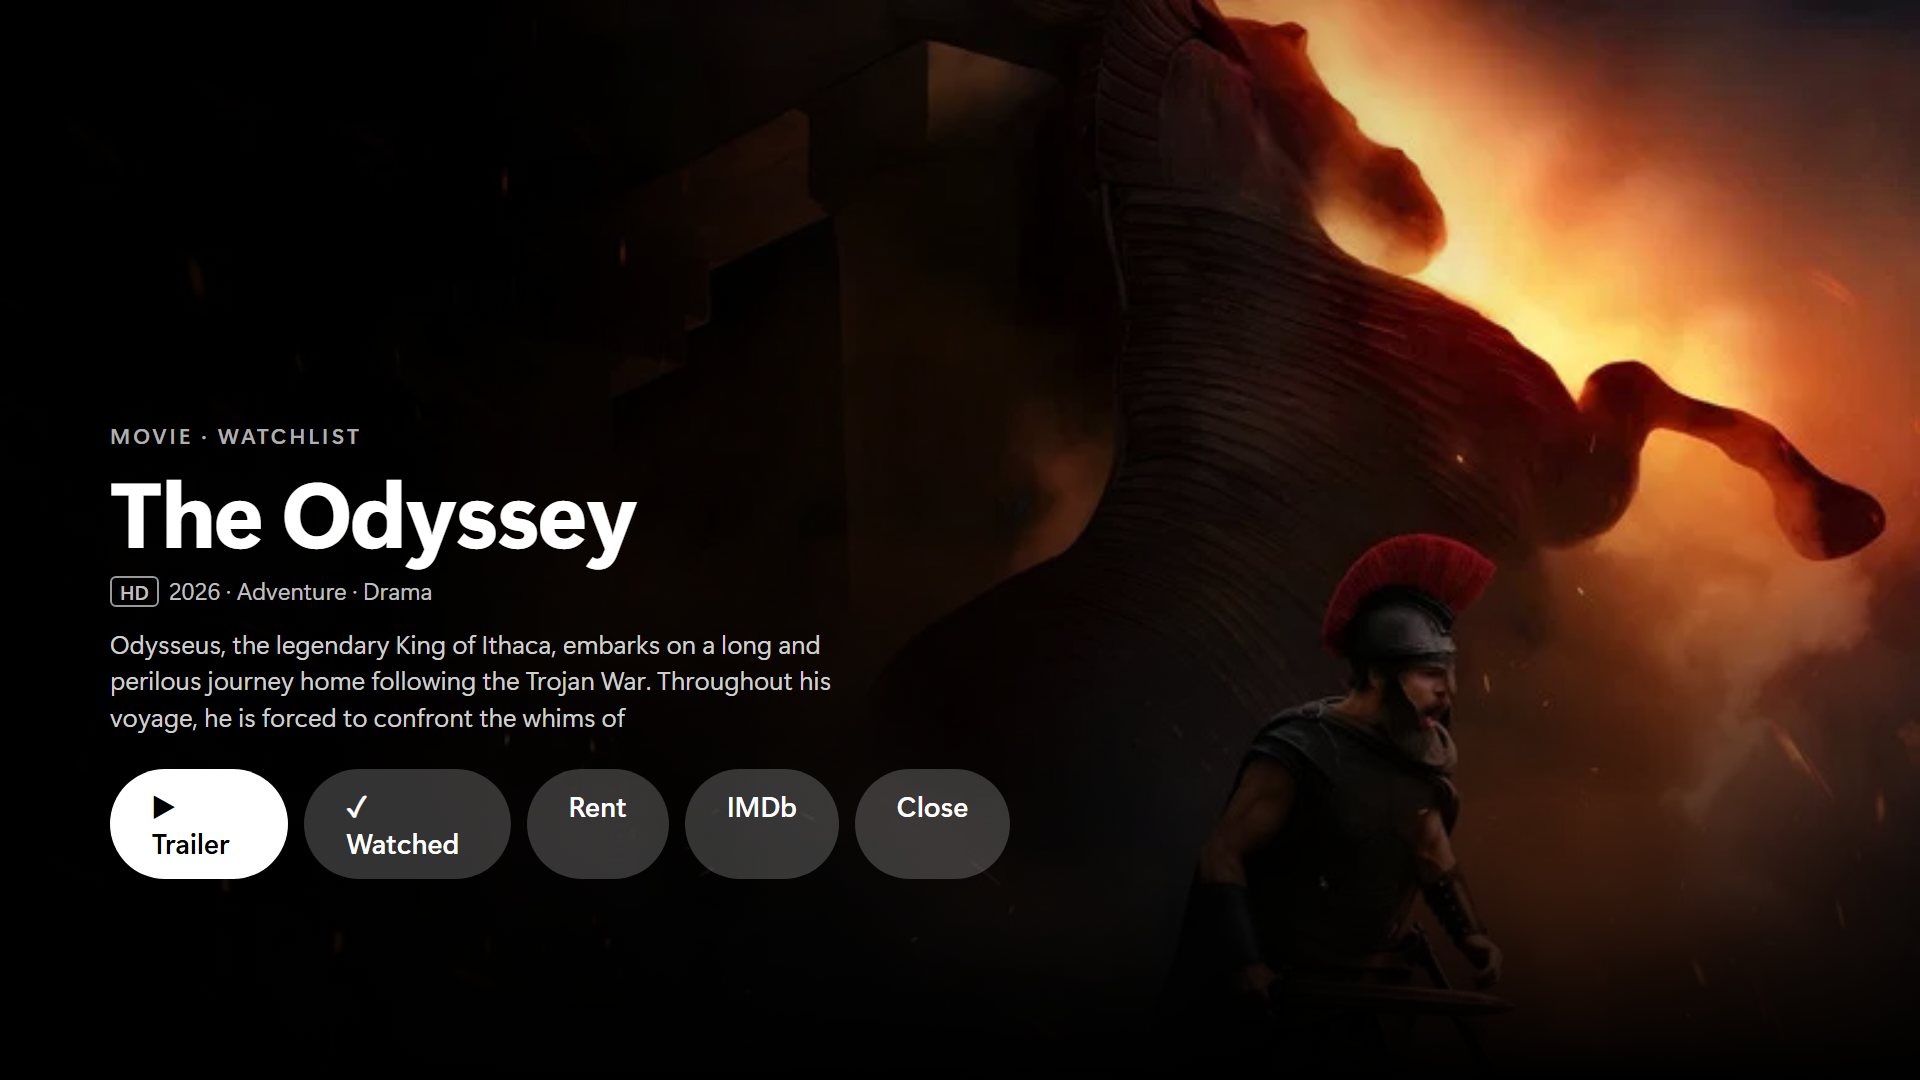 MOVIE · WATCHLIST
The Odyssey
HD 2026 · Adventure · Drama
Odysseus, the legendary King of Ithaca, embarks on a long and
perilous journey home following the Trojan War. Throughout his
voyage, he is forced to confront the whims of
▶ Trailer
✓ Watched
Rent
IMDb
Close